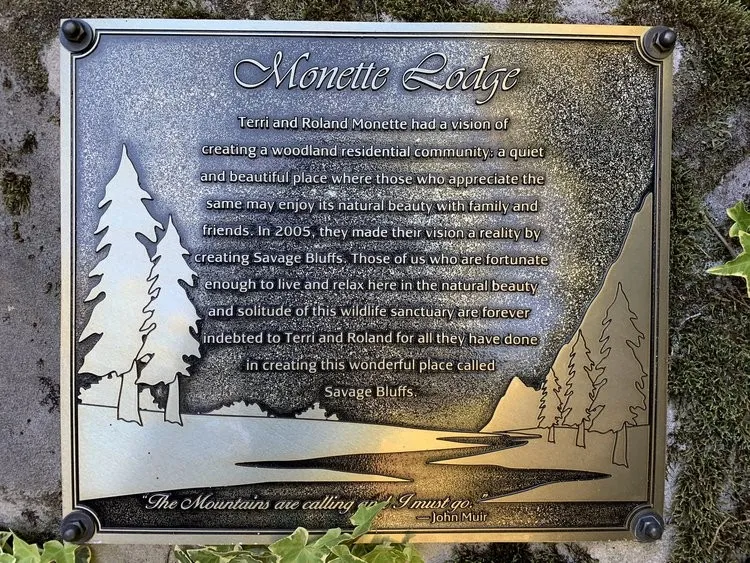 Monette Lodge
Terri and Roland Monette had a vision of
creating a woodland residential community: a quiet
and beautiful place where those who appreciate the
same may enjoy its natural beauty with family and
friends. In 2005, they made their vision a reality by
creating Savage Bluffs. Those of us who are fortunate
enough to live and relax here in the natural beauty
and solitude of this wildlife sanctuary are forever
indebted to Terri and Roland for all they have done
in creating this wonderful place called
Savage Bluffs.
"The Mountains are calling and I must go."
—John Muir